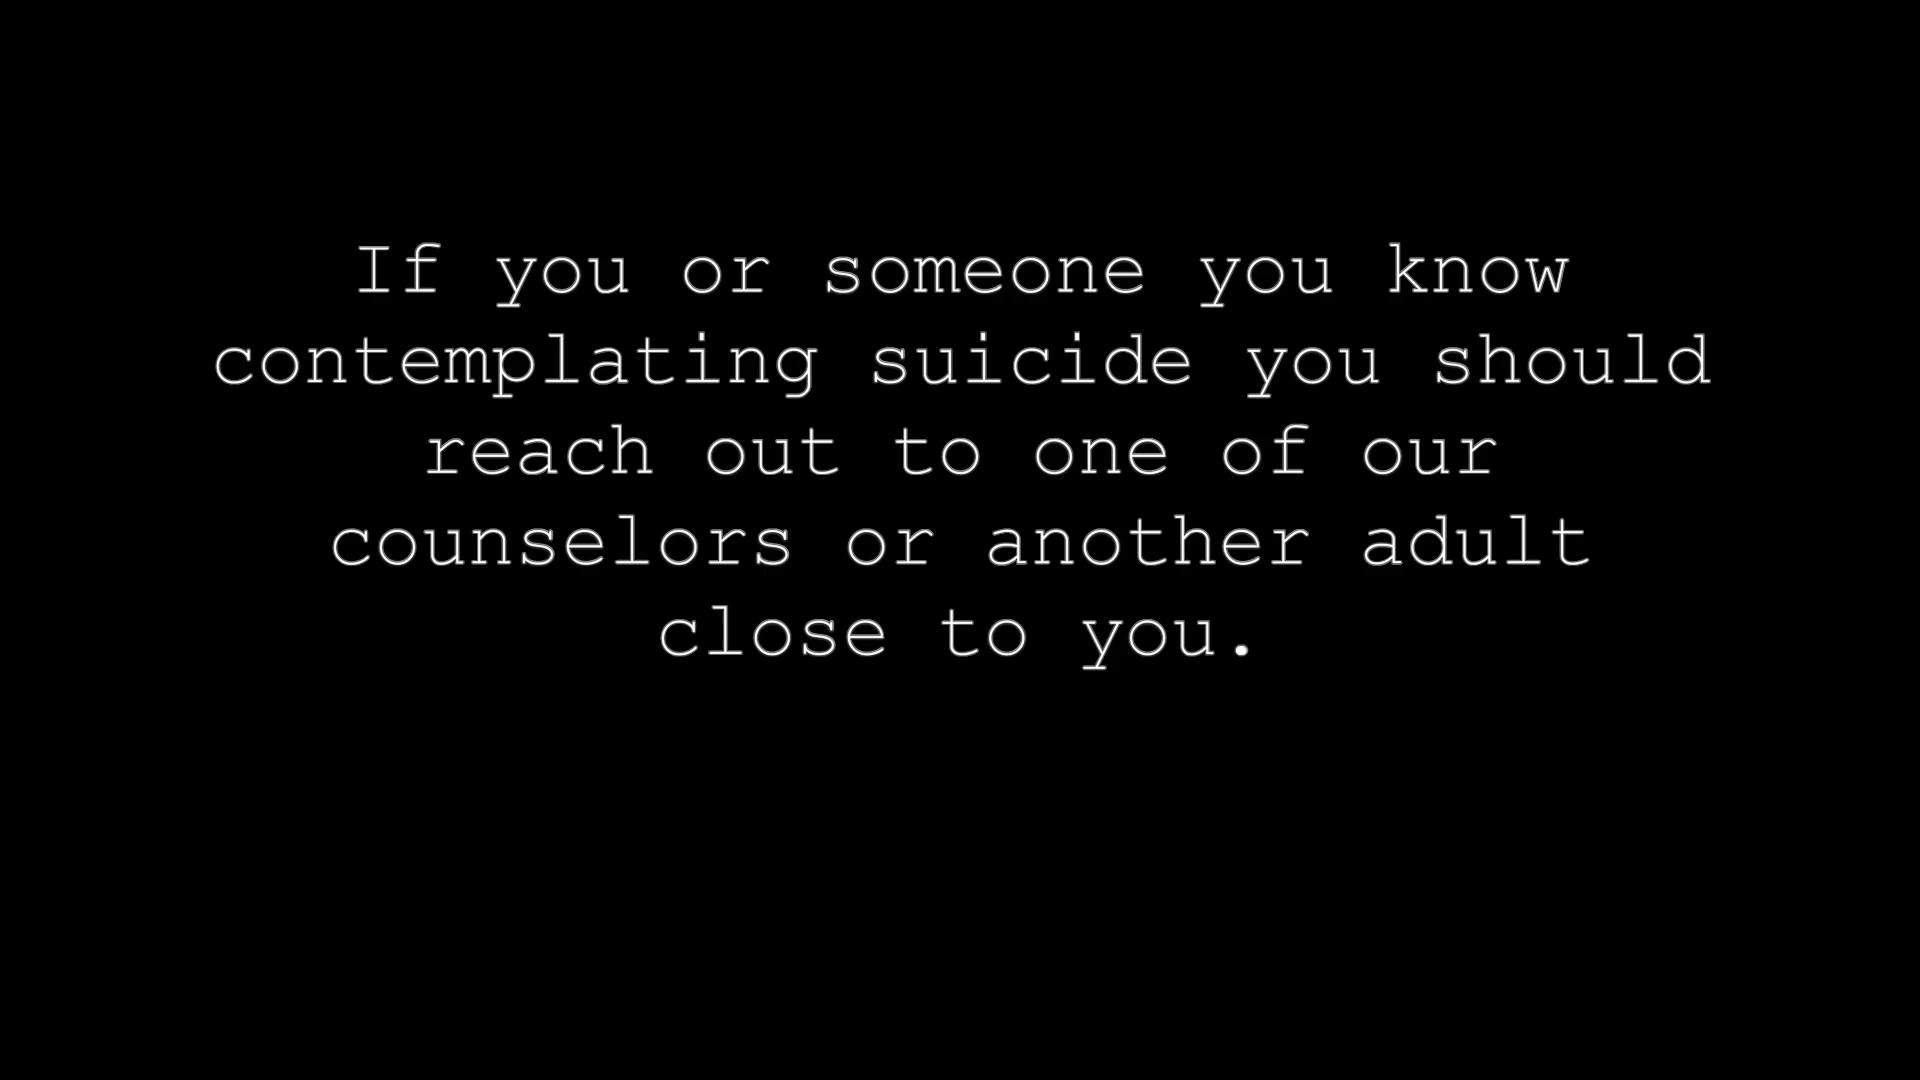 If you or someone you know
contemplating suicide you should
reach out to one of our
counselors or another adult
close to you.